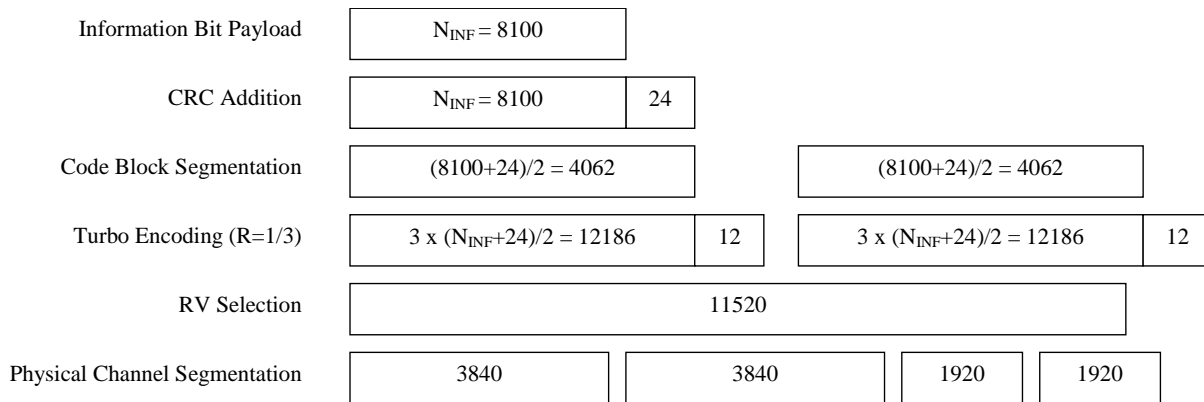 Information Bit Payload N_INF = 8100
CRC Addition N_INF = 8100 24
Code Block Segmentation (8100+24)/2 = 4062 (8100+24)/2 = 4062
Turbo Encoding (R=1/3) 3 x (N_INF+24)/2 = 12186 12 3 x (N_INF+24)/2 = 12186 12
RV Selection 11520
Physical Channel Segmentation 3840 3840 1920 1920